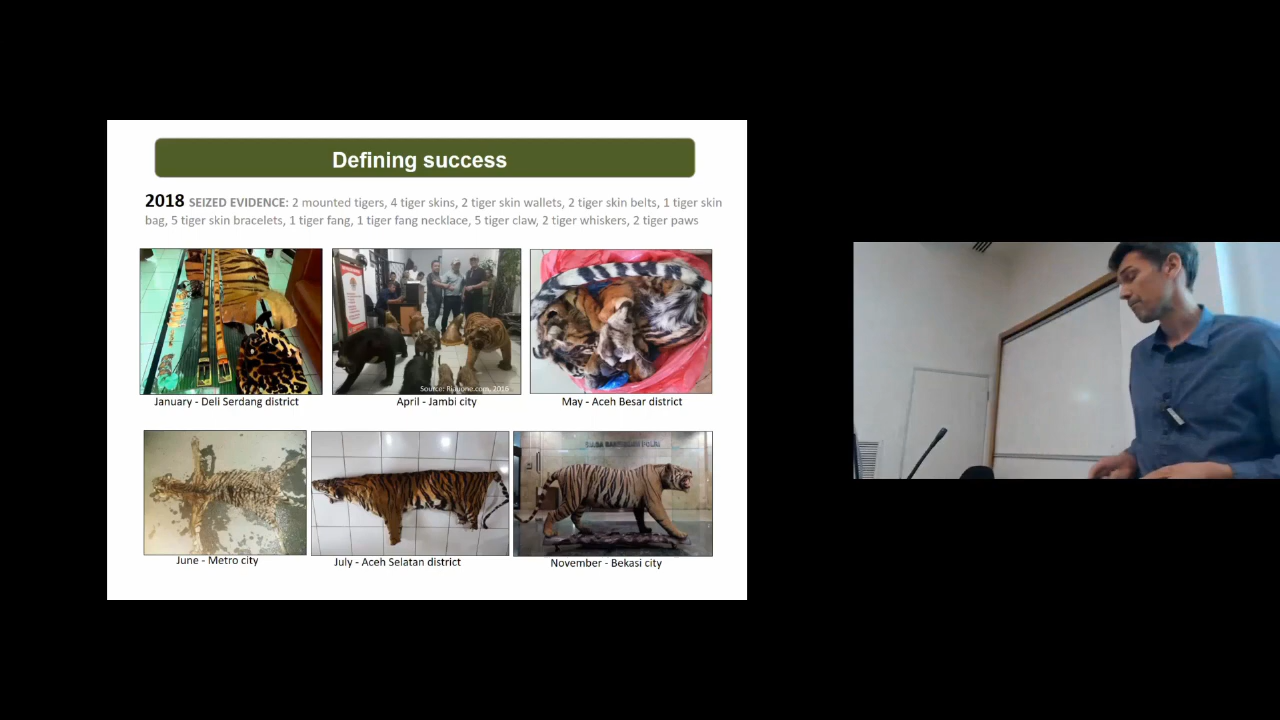 Defining success
2018 SEIZED EVIDENCE: 2 mounted tigers, 4 tiger skins, 2 tiger skin wallets, 2 tiger skin belts, 1 tiger skin
bag, 5 tiger skin bracelets, 1 tiger fang, 1 tiger fang necklace, 5 tiger claw, 2 tiger whiskers, 2 tiger paws
January - Deli Serdang district
April - Jambi city
May - Aceh Besar district
June - Metro city
July - Aceh Selatan district
November - Bekasi city